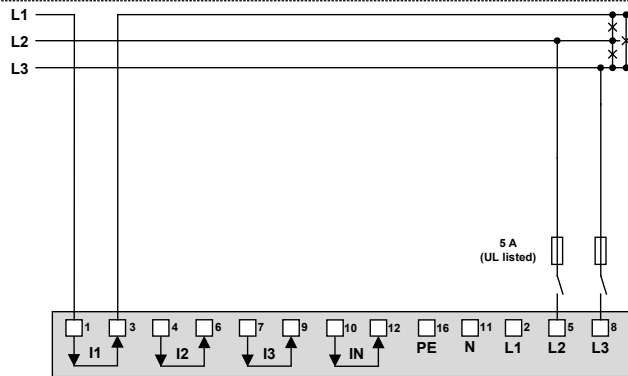 L1
L2
L3
5 A
(UL listed)
1 3 4 6 7 9 10 12 16 11 2 5 8
I1 I2 I3 IN PE N L1 L2 L3